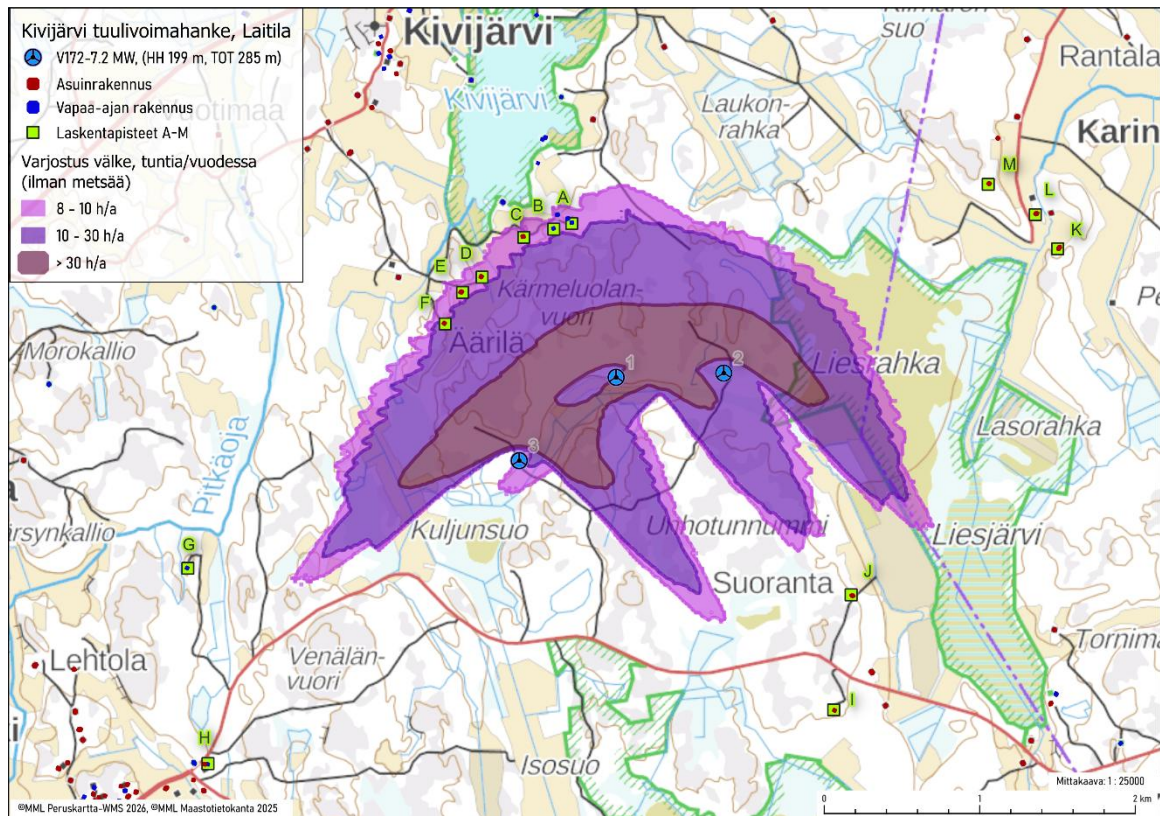 Kivijärvi tuulivoimahanke, Laitila
V172-7.2 MW, (HH 199 m, TOT 285 m)
Asuinrakennus
Vapaa-ajan rakennus
Laskentapisteet A-M
Varjostus välke, tuntia/vuodessa
(ilman metsää)
8 - 10 h/a
10 - 30 h/a
> 30 h/a
Kivijärvi
Kivijärvi
Laukon-
rahka
suo
Rantala
Karin
M
L
K
A
B
C
D
E
F
Kärmeluolan-
vuori
Äärilä
1
2
3
Liesrahka
Lasorahka
Morokallio
Pitkäoja
ärsynkallio
Kuljunsuo
Unhotunnummi
Liesjärvi
G
Suoranta
J
Lehtola
Venälän-
vuori
Tornima
I
H
Isosuo
Mittakaava: 1 : 25000
0 1 2 km
©MML Peruskartta-WMS 2026, ©MML Maastotietokanta 2025